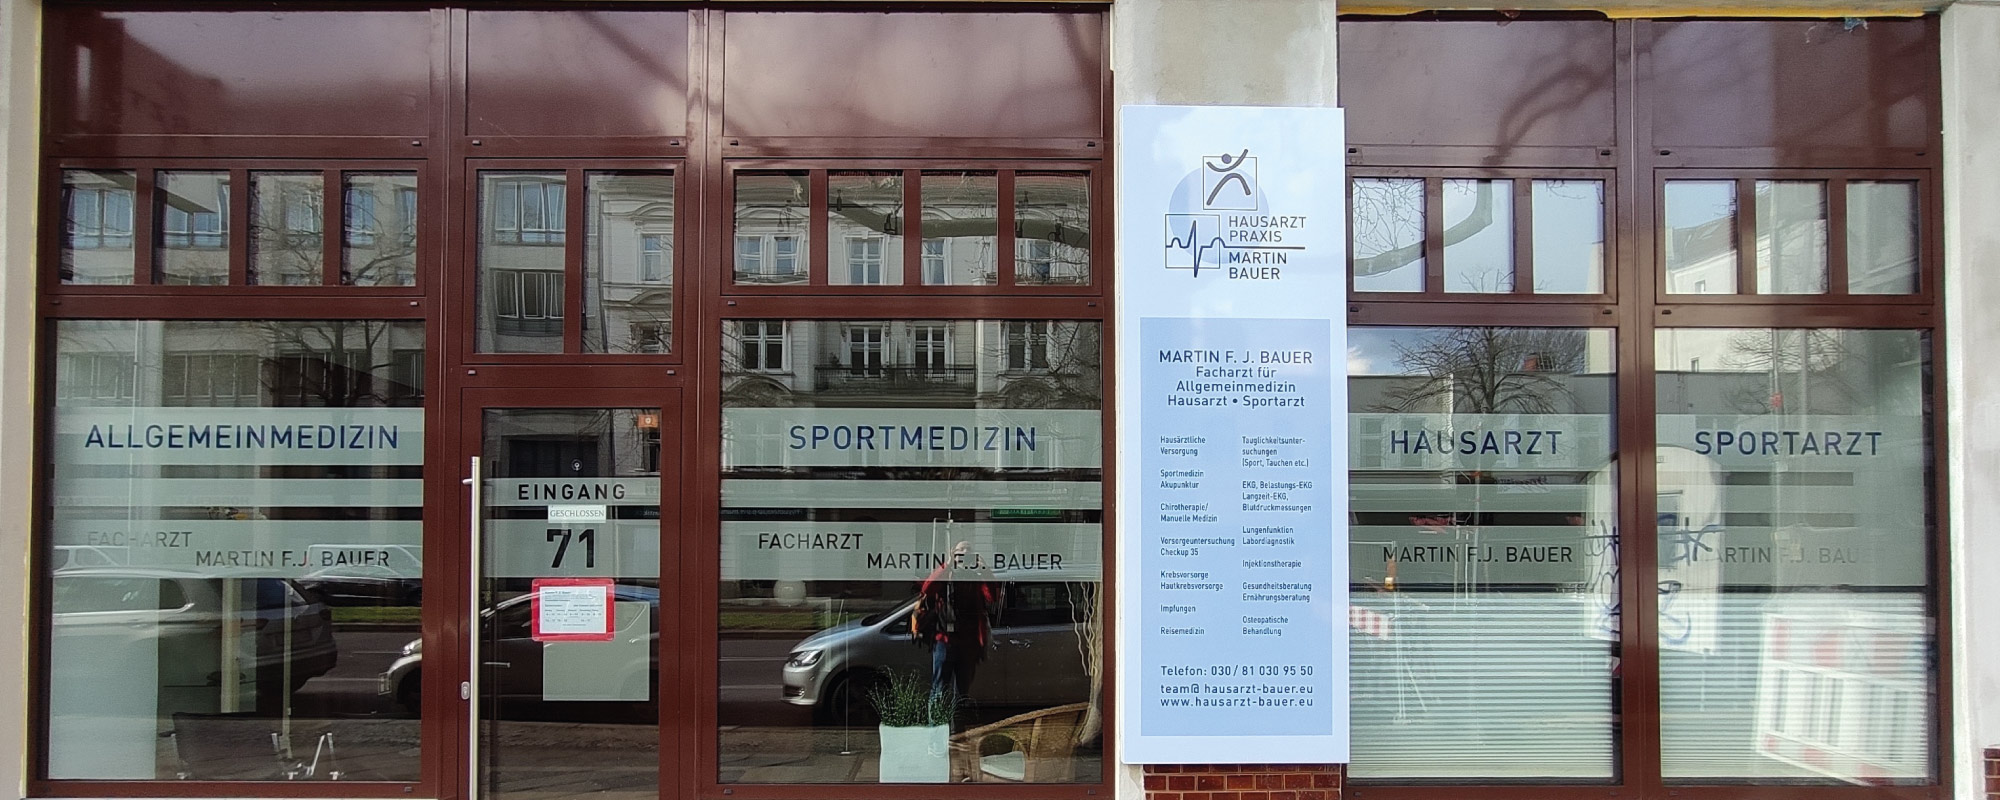 ALLGEMEINMEDIZIN
FACHARZT
MARTIN F.J. BAUER
EINGANG
GESCHLOSSEN
71
SPORTMEDIZIN
FACHARZT
MARTIN F.J. BAUER
HAUSARZT
PRAXIS
MARTIN
BAUER
MARTIN F. J. BAUER
Facharzt für
Allgemeinmedizin
Hausarzt • Sportarzt
Hausärztliche
Versorgung
Sportmedizin
Akupunktur
Chirotherapie/
Manuelle Medizin
Vorsorgeuntersuchung
Checkup 35
Krebsvorsorge
Hautkrebsvorsorge
Impfungen
Reisemedizin
Tauglichkeitsunter-
suchungen
(Sport, Tauchen etc.)
EKG, Belastungs-EKG
Langzeit-EKG,
Blutdruckmessungen
Lungenfunktion
Labordiagnostik
Injektionstherapie
Gesundheitsberatung
Ernährungsberatung
Osteopatische
Behandlung
Telefon: 030/81 030 95 50
team@hausarzt-bauer.eu
www.hausarzt-bauer.eu
HAUSARZT
MARTIN F.J. BAUER
SPORTARZT
ARTIN F.J. BAU